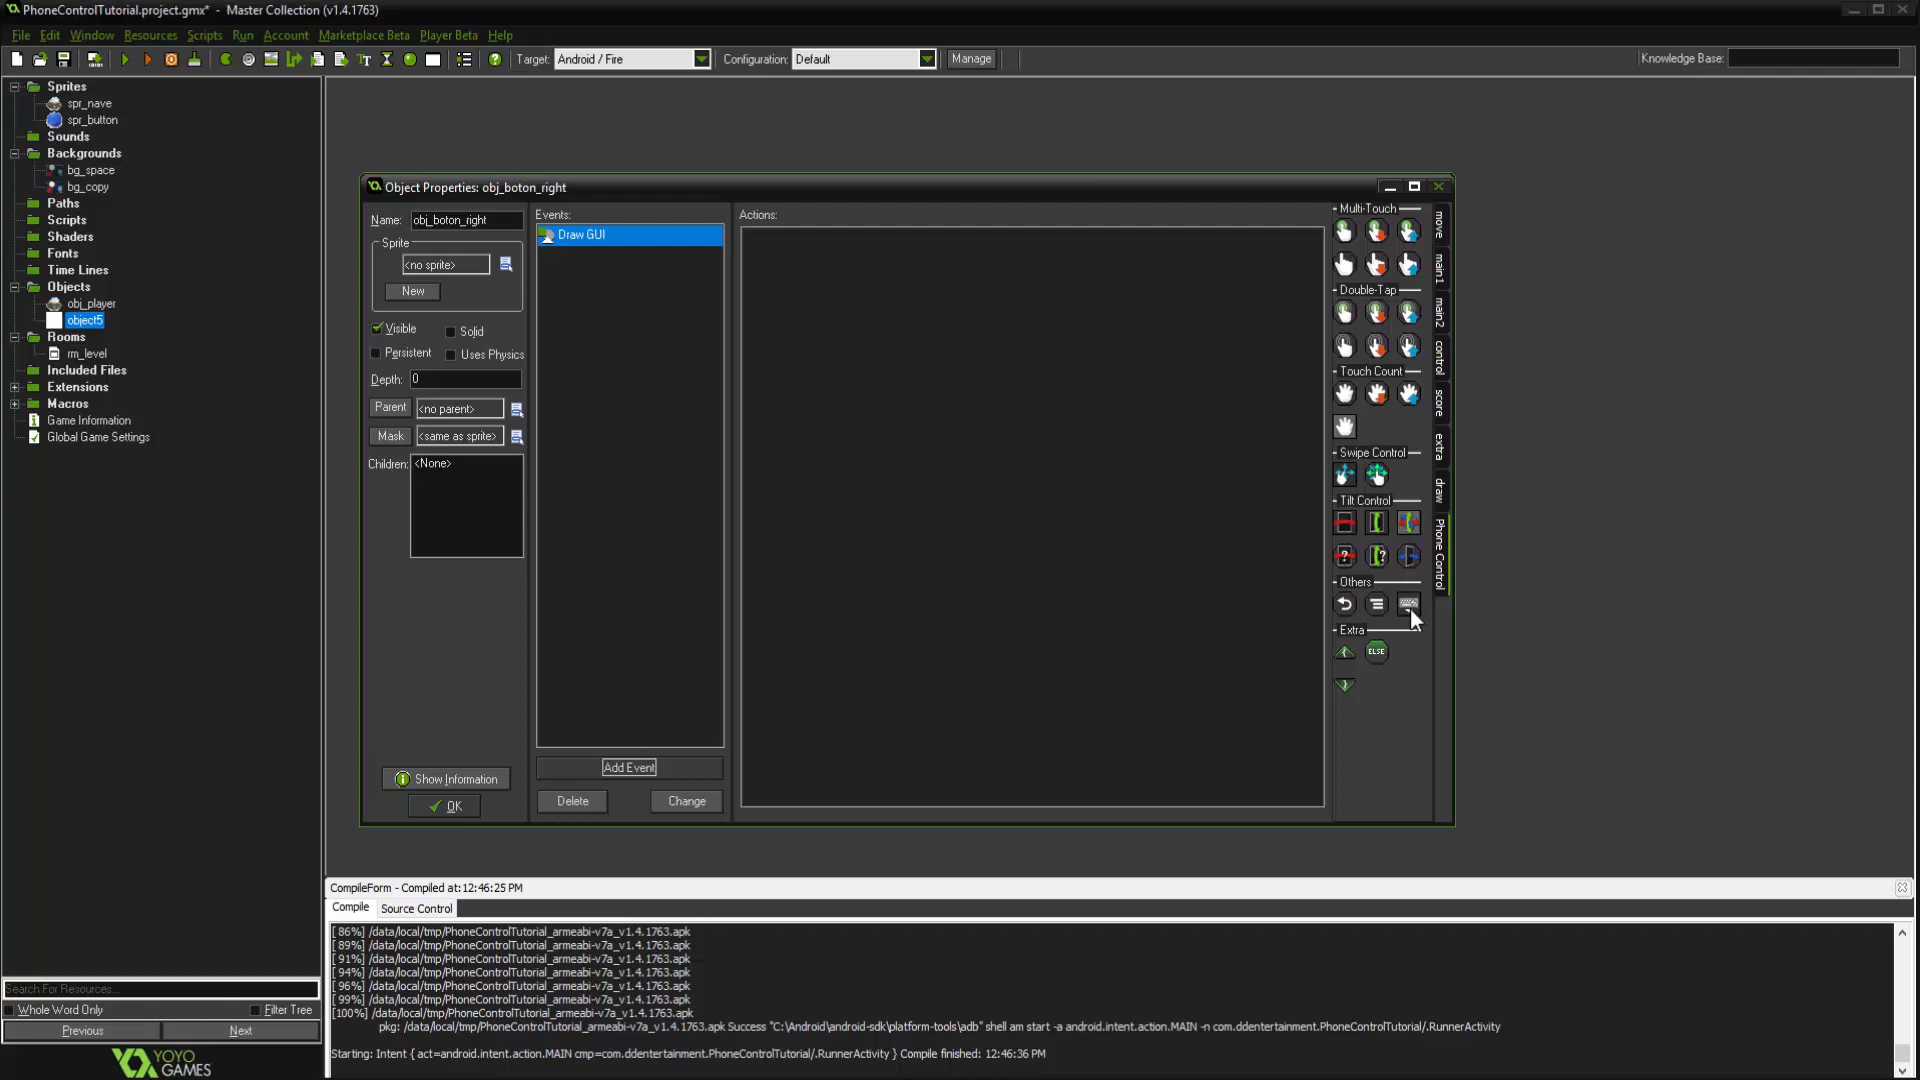 PhoneControlTutorial.project.gmx* - Master Collection (v1.4.1763)
File Edit Window Resources Scripts Run Account Marketplace Beta Player Beta Help
Target: Android / Fire Configuration: Default Manage Knowledge Base:
Sprites
spr_nave
spr_button
Sounds
Backgrounds
bg_space
bg_copy
Paths
Scripts
Shaders
Fonts
Time Lines
Objects
obj_player
object5
Rooms
rm_level
Included Files
Extensions
Macros
Game Information
Global Game Settings
Search For Resources...
Whole Word Only Filter Tree
Previous Next
YOYO
GAMES
Object Properties: obj_boton_right
Name: obj_boton_right
Sprite
<no sprite>
New
Visible Solid
Persistent Uses Physics
Depth: 0
Parent <no parent>
Mask <same as sprite>
Children: <None>
Show Information
OK
Events:
Draw GUI
Add Event
Delete Change
Actions:
Multi-Touch
Double-Tap
Touch Count
Swipe Control
Tilt Control
Others
Extra
ELSE
move
main1
main2
control
score
extra
draw
Phone Control
CompileForm - Compiled at:12:46:25 PM
Compile Source Control
[ 86%] /data/local/tmp/PhoneControlTutorial_armeabi-v7a_v1.4.1763.apk
[ 89%] /data/local/tmp/PhoneControlTutorial_armeabi-v7a_v1.4.1763.apk
[ 91%] /data/local/tmp/PhoneControlTutorial_armeabi-v7a_v1.4.1763.apk
[ 94%] /data/local/tmp/PhoneControlTutorial_armeabi-v7a_v1.4.1763.apk
[ 96%] /data/local/tmp/PhoneControlTutorial_armeabi-v7a_v1.4.1763.apk
[ 99%] /data/local/tmp/PhoneControlTutorial_armeabi-v7a_v1.4.1763.apk
[100%] /data/local/tmp/PhoneControlTutorial_armeabi-v7a_v1.4.1763.apk
pkg: /data/local/tmp/PhoneControlTutorial_armeabi-v7a_v1.4.1763.apk Success "C:\Android\android-sdk\platform-tools\adb" shell am start -a android.intent.action.MAIN -n com.ddentertainment.PhoneControlTutorial/.RunnerActivity
Starting: Intent { act=android.intent.action.MAIN cmp=com.ddentertainment.PhoneControlTutorial/.RunnerActivity } Compile finished: 12:46:36 PM